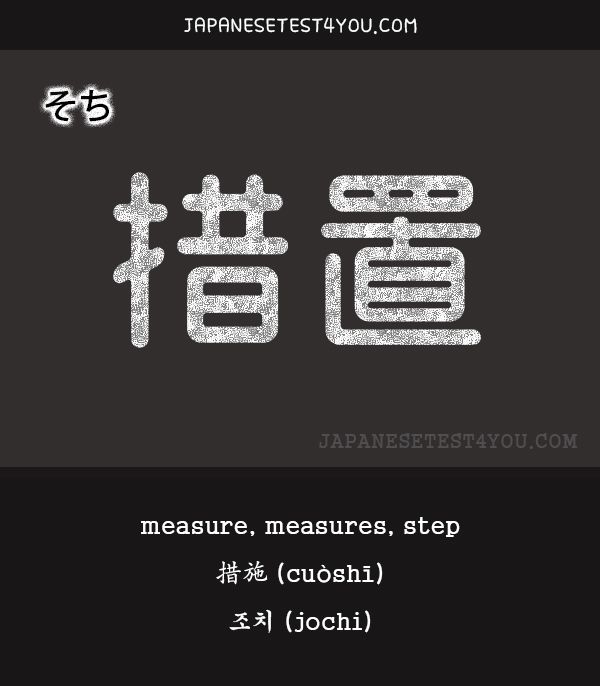 JAPANESETEST4YOU.COM
そち
措置
JAPANESETEST4YOU.COM
measure, measures, step
措施 (cuòshī)
조치 (jochi)